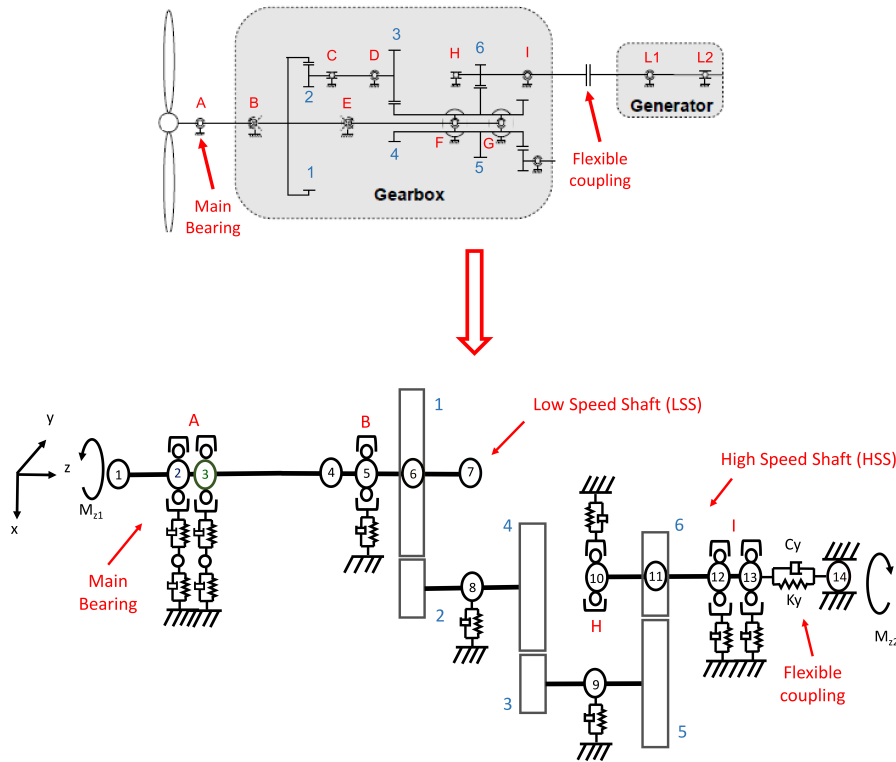 3
6
C
D
H
I
L1
L2
2
A
B
E
Generator
F
G
4
5
1
Flexible
coupling
Gearbox
Main
Bearing
1
Low Speed Shaft (LSS)
A
B
y
z
x
M_z1
1
2
3
4
5
6
7
High Speed Shaft (HSS)
4
6
I
Cy
Ky
10
11
12
13
14
H
M_z2
Main
Bearing
8
2
Flexible
coupling
9
3
5